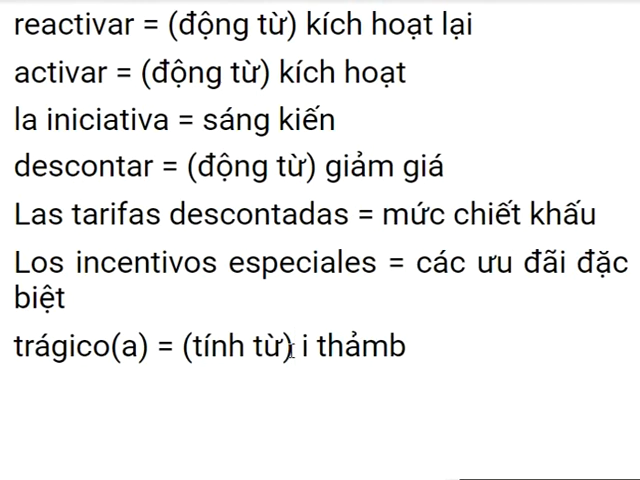 reactivar = (động từ) kích hoạt lại
activar = (động từ) kích hoạt
la iniciativa = sáng kiến
descontar = (động từ) giảm giá
Las tarifas descontadas = mức chiết khấu
Los incentivos especiales = các ưu đãi đặc
biệt
trágico(a) = (tính từ) i thảmb